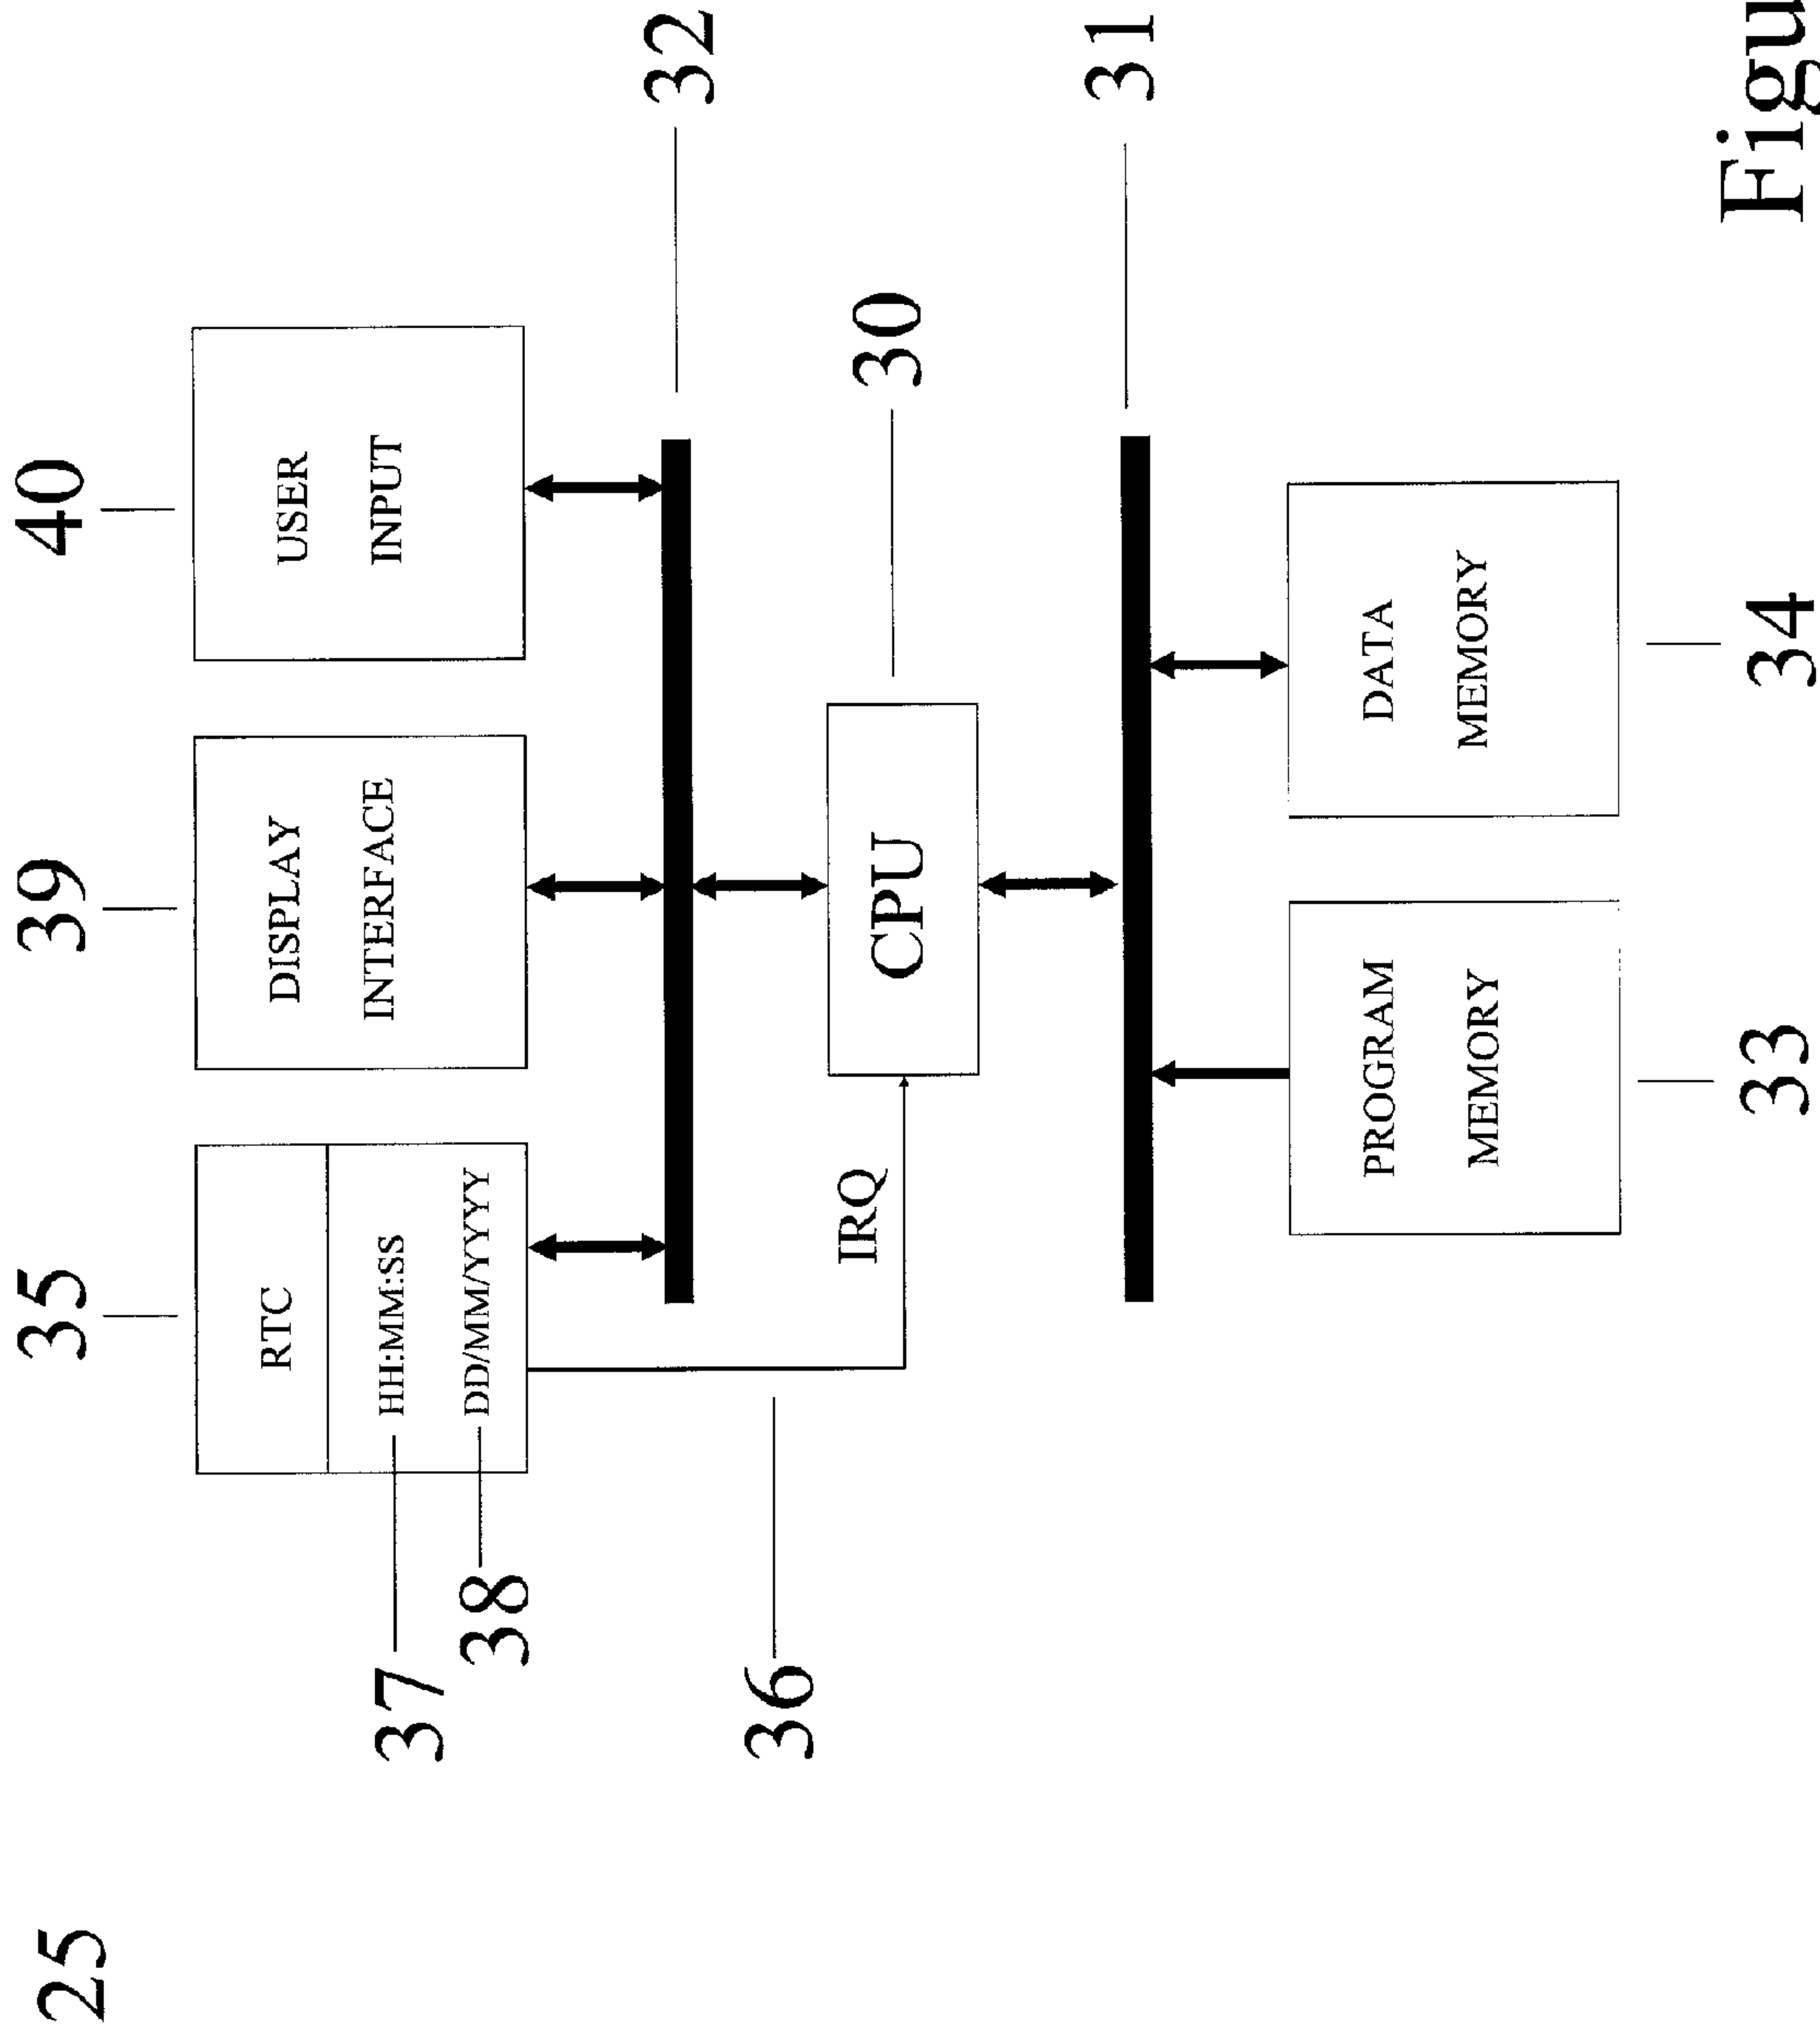 25
35
39
40
RTC
HH:MM:SS
DD/MM/YYYY
DISPLAY
INTERFACE
USER
INPUT
37
38
32
36
IRQ
CPU
30
31
PROGRAM
MEMORY
DATA
MEMORY
33
34
Figu